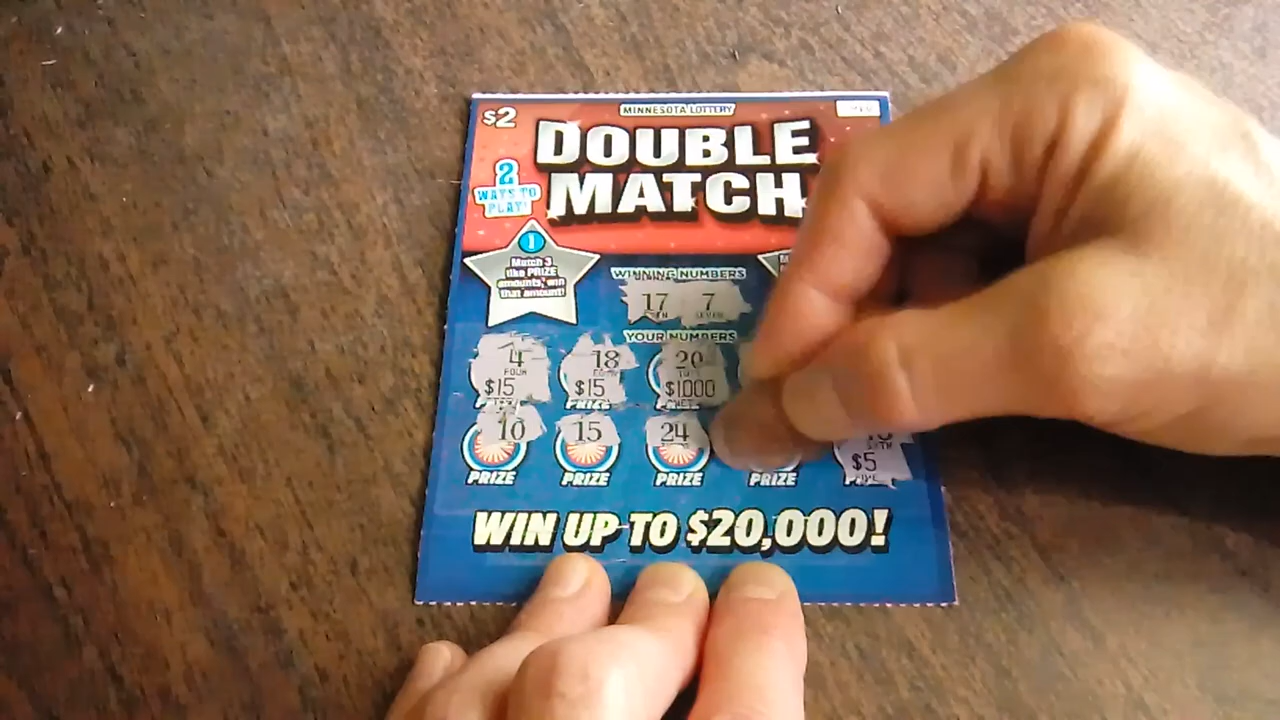 $2
MINNESOTA LOTTERY
DOUBLE
MATCH
2
WAYS TO
PLAY!
1
Match 3
like PRIZE
amounts, win
that amount!
WINNING NUMBERS
17 7
SEVEN
YOUR NUMBERS
4 18 20
FOUR
$15 $15 $1000
PRIZE
10 15 24
$5
PRIZE PRIZE PRIZE PRIZE
WIN UP TO $20,000!